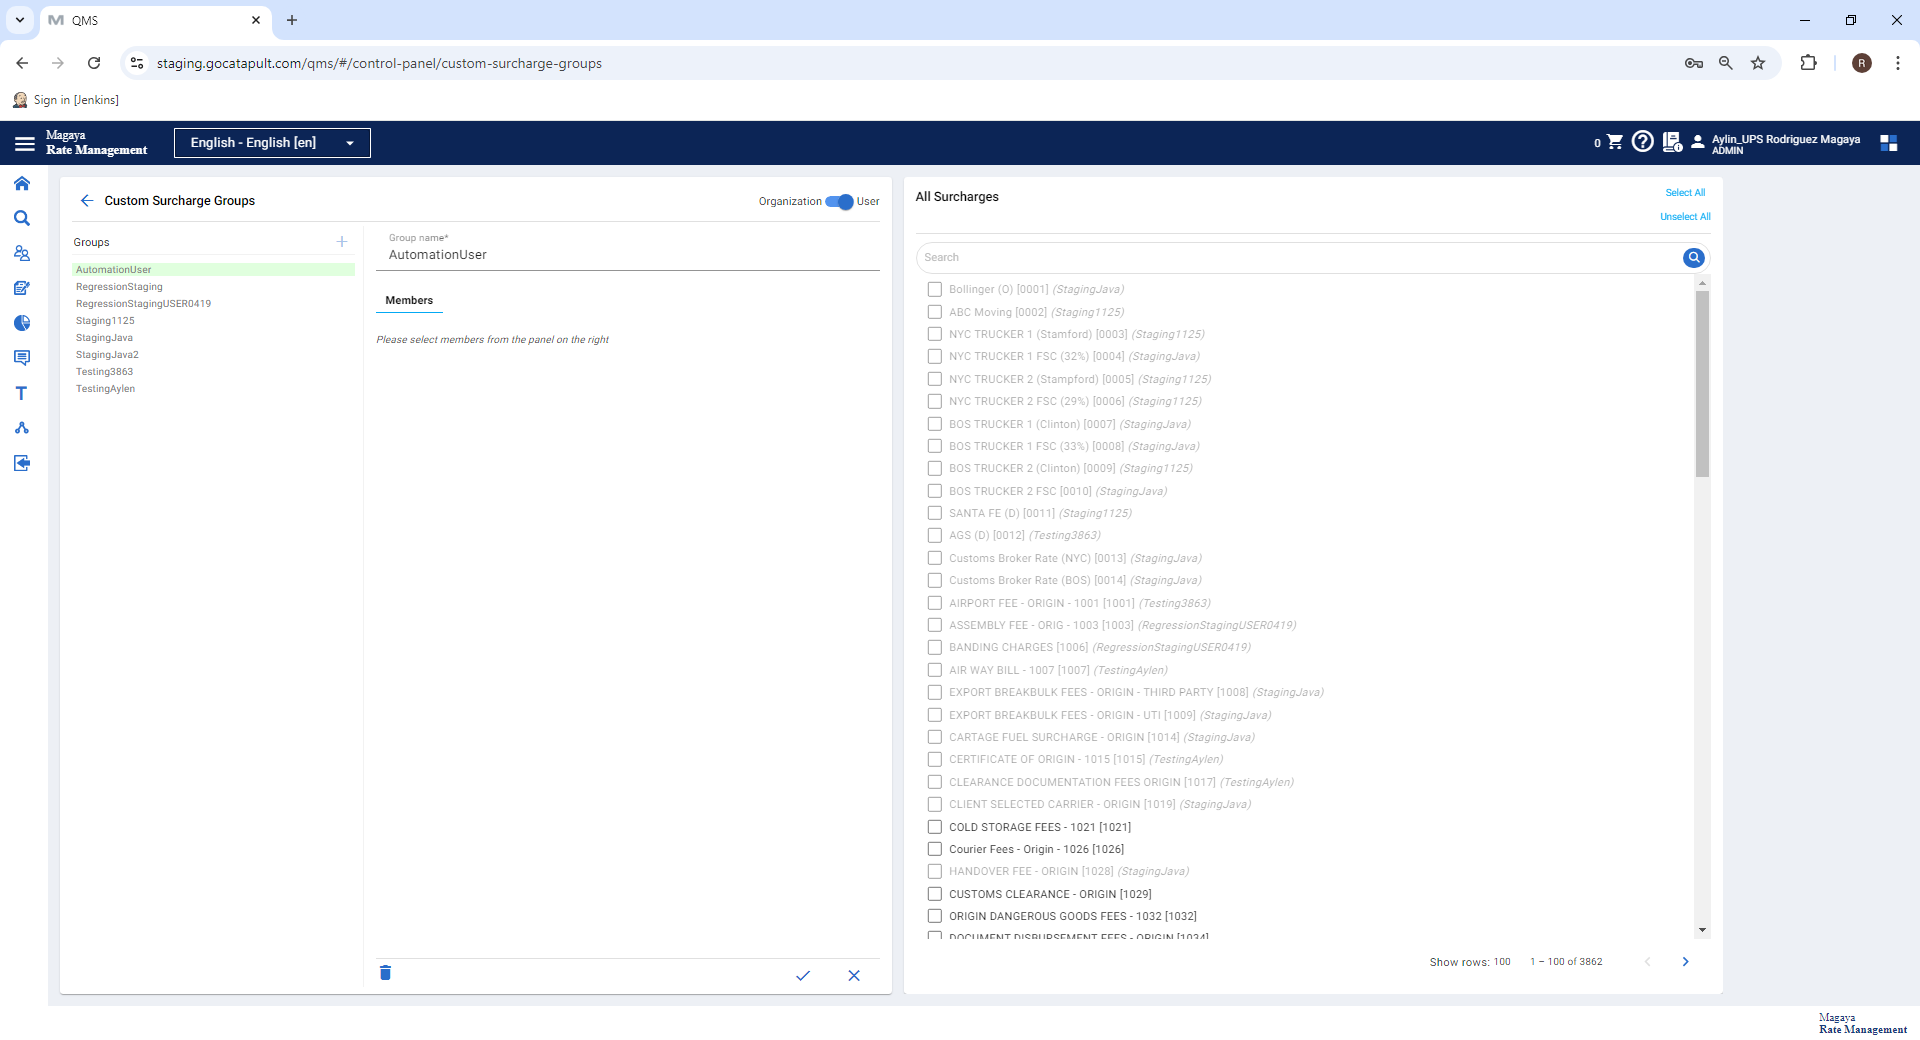 QMS
staging.gocatapult.com/qms/#/control-panel/custom-surcharge-groups
R
Sign in [Jenkins]
Magaya
Rate Management
English - English [en]
0
Aylin_UPS Rodriguez Magaya
ADMIN
Custom Surcharge Groups
Organization
User
Groups
AutomationUser
RegressionStaging
RegressionStagingUSER0419
Staging1125
StagingJava
StagingJava2
Testing3863
TestingAylen
Group name*
AutomationUser
Members
Please select members from the panel on the right
All Surcharges
Select All
Unselect All
Search
Bollinger (O) [0001] (StagingJava)
ABC Moving [0002] (Staging1125)
NYC TRUCKER 1 (Stamford) [0003] (Staging1125)
NYC TRUCKER 1 FSC (32%) [0004] (StagingJava)
NYC TRUCKER 2 (Stampford) [0005] (Staging1125)
NYC TRUCKER 2 FSC (29%) [0006] (Staging1125)
BOS TRUCKER 1 (Clinton) [0007] (StagingJava)
BOS TRUCKER 1 FSC (33%) [0008] (StagingJava)
BOS TRUCKER 2 (Clinton) [0009] (Staging1125)
BOS TRUCKER 2 FSC [0010] (StagingJava)
SANTA FE (D) [0011] (Staging1125)
AGS (D) [0012] (Testing3863)
Customs Broker Rate (NYC) [0013] (StagingJava)
Customs Broker Rate (BOS) [0014] (StagingJava)
AIRPORT FEE - ORIGIN - 1001 [1001] (Testing3863)
ASSEMBLY FEE - ORIG - 1003 [1003] (RegressionStagingUSER0419)
BANDING CHARGES [1006] (RegressionStagingUSER0419)
AIR WAY BILL - 1007 [1007] (TestingAylen)
EXPORT BREAKBULK FEES - ORIGIN - THIRD PARTY [1008] (StagingJava)
EXPORT BREAKBULK FEES - ORIGIN - UTI [1009] (StagingJava)
CARTAGE FUEL SURCHARGE - ORIGIN [1014] (StagingJava)
CERTIFICATE OF ORIGIN - 1015 [1015] (TestingAylen)
CLEARANCE DOCUMENTATION FEES ORIGIN [1017] (TestingAylen)
CLIENT SELECTED CARRIER - ORIGIN [1019] (StagingJava)
COLD STORAGE FEES - 1021 [1021]
Courier Fees - Origin - 1026 [1026]
HANDOVER FEE - ORIGIN [1028] (StagingJava)
CUSTOMS CLEARANCE - ORIGIN [1029]
ORIGIN DANGEROUS GOODS FEES - 1032 [1032]
DOCUMENT DISBURSEMENT FEES - ORIGIN [1034]
Show rows: 100
1 – 100 of 3862
Magaya
Rate Management